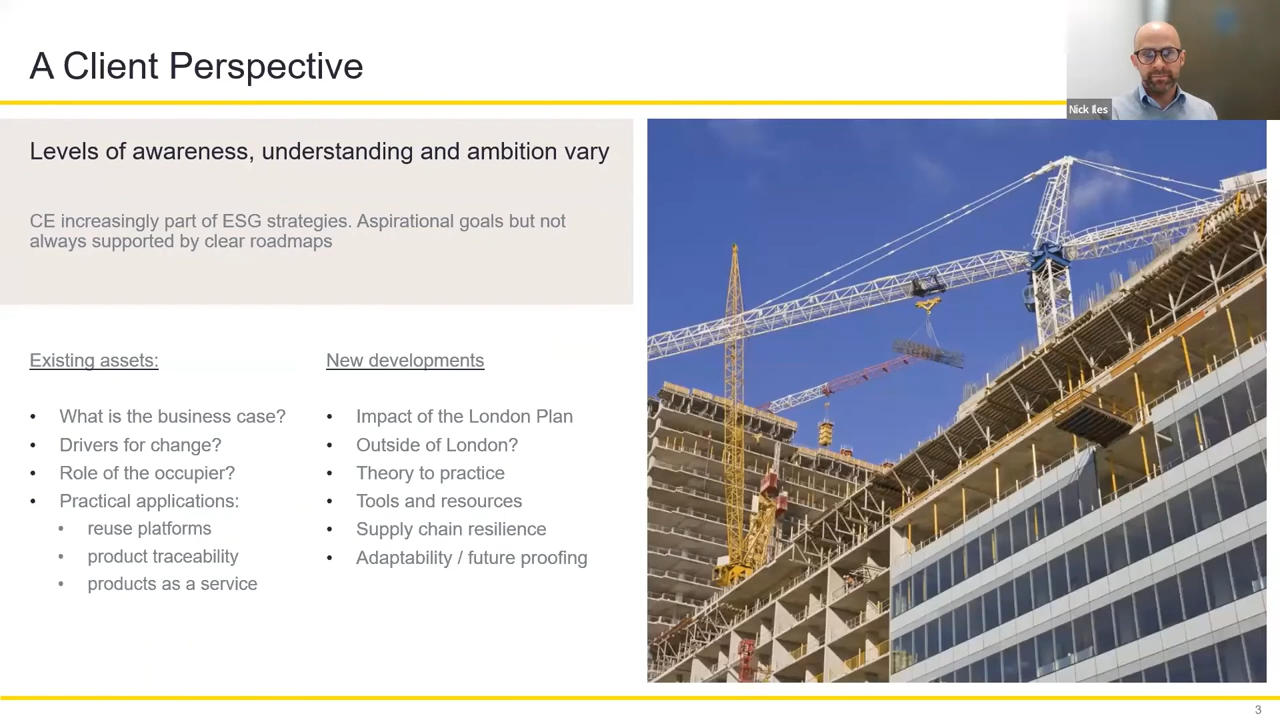 A Client Perspective
Nick Iles
Levels of awareness, understanding and ambition vary
CE increasingly part of ESG strategies. Aspirational goals but not
always supported by clear roadmaps
Existing assets:
• What is the business case?
• Drivers for change?
• Role of the occupier?
• Practical applications:
• reuse platforms
• product traceability
• products as a service
New developments
• Impact of the London Plan
• Outside of London?
• Theory to practice
• Tools and resources
• Supply chain resilience
• Adaptability / future proofing
3